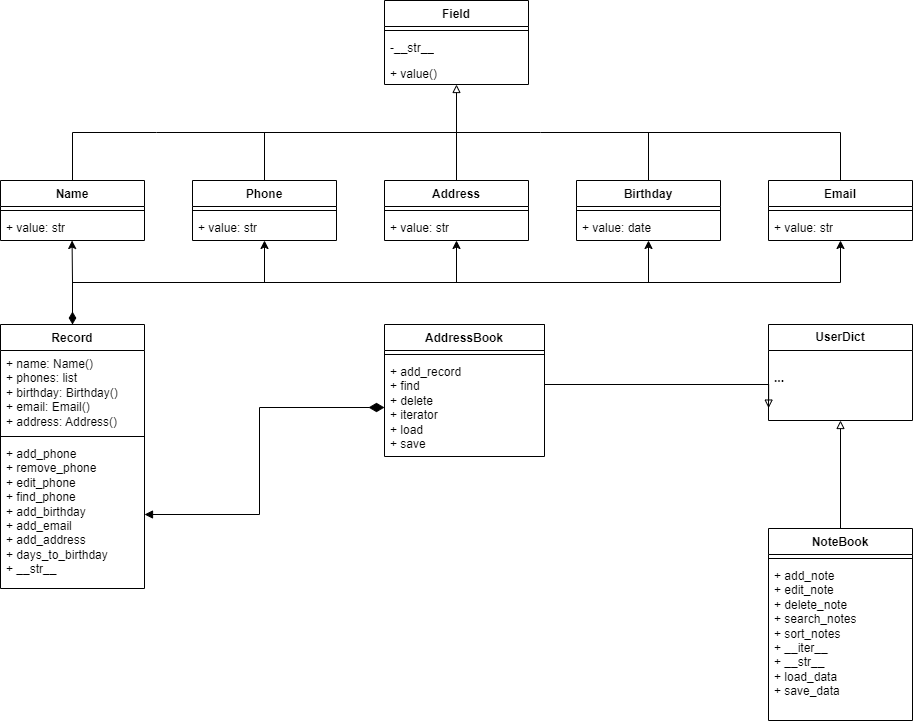 Field
-__str__
+ value()
Name
+ value: str
Phone
+ value: str
Address
+ value: str
Birthday
+ value: date
Email
+ value: str
Record
+ name: Name()
+ phones: list
+ birthday: Birthday()
+ email: Email()
+ address: Address()
+ add_phone
+ remove_phone
+ edit_phone
+ find_phone
+ add_birthday
+ add_email
+ add_address
+ days_to_birthday
+ __str__
AddressBook
+ add_record
+ find
+ delete
+ iterator
+ load
+ save
UserDict
...
NoteBook
+ add_note
+ edit_note
+ delete_note
+ search_notes
+ sort_notes
+ __iter__
+ __str__
+ load_data
+ save_data